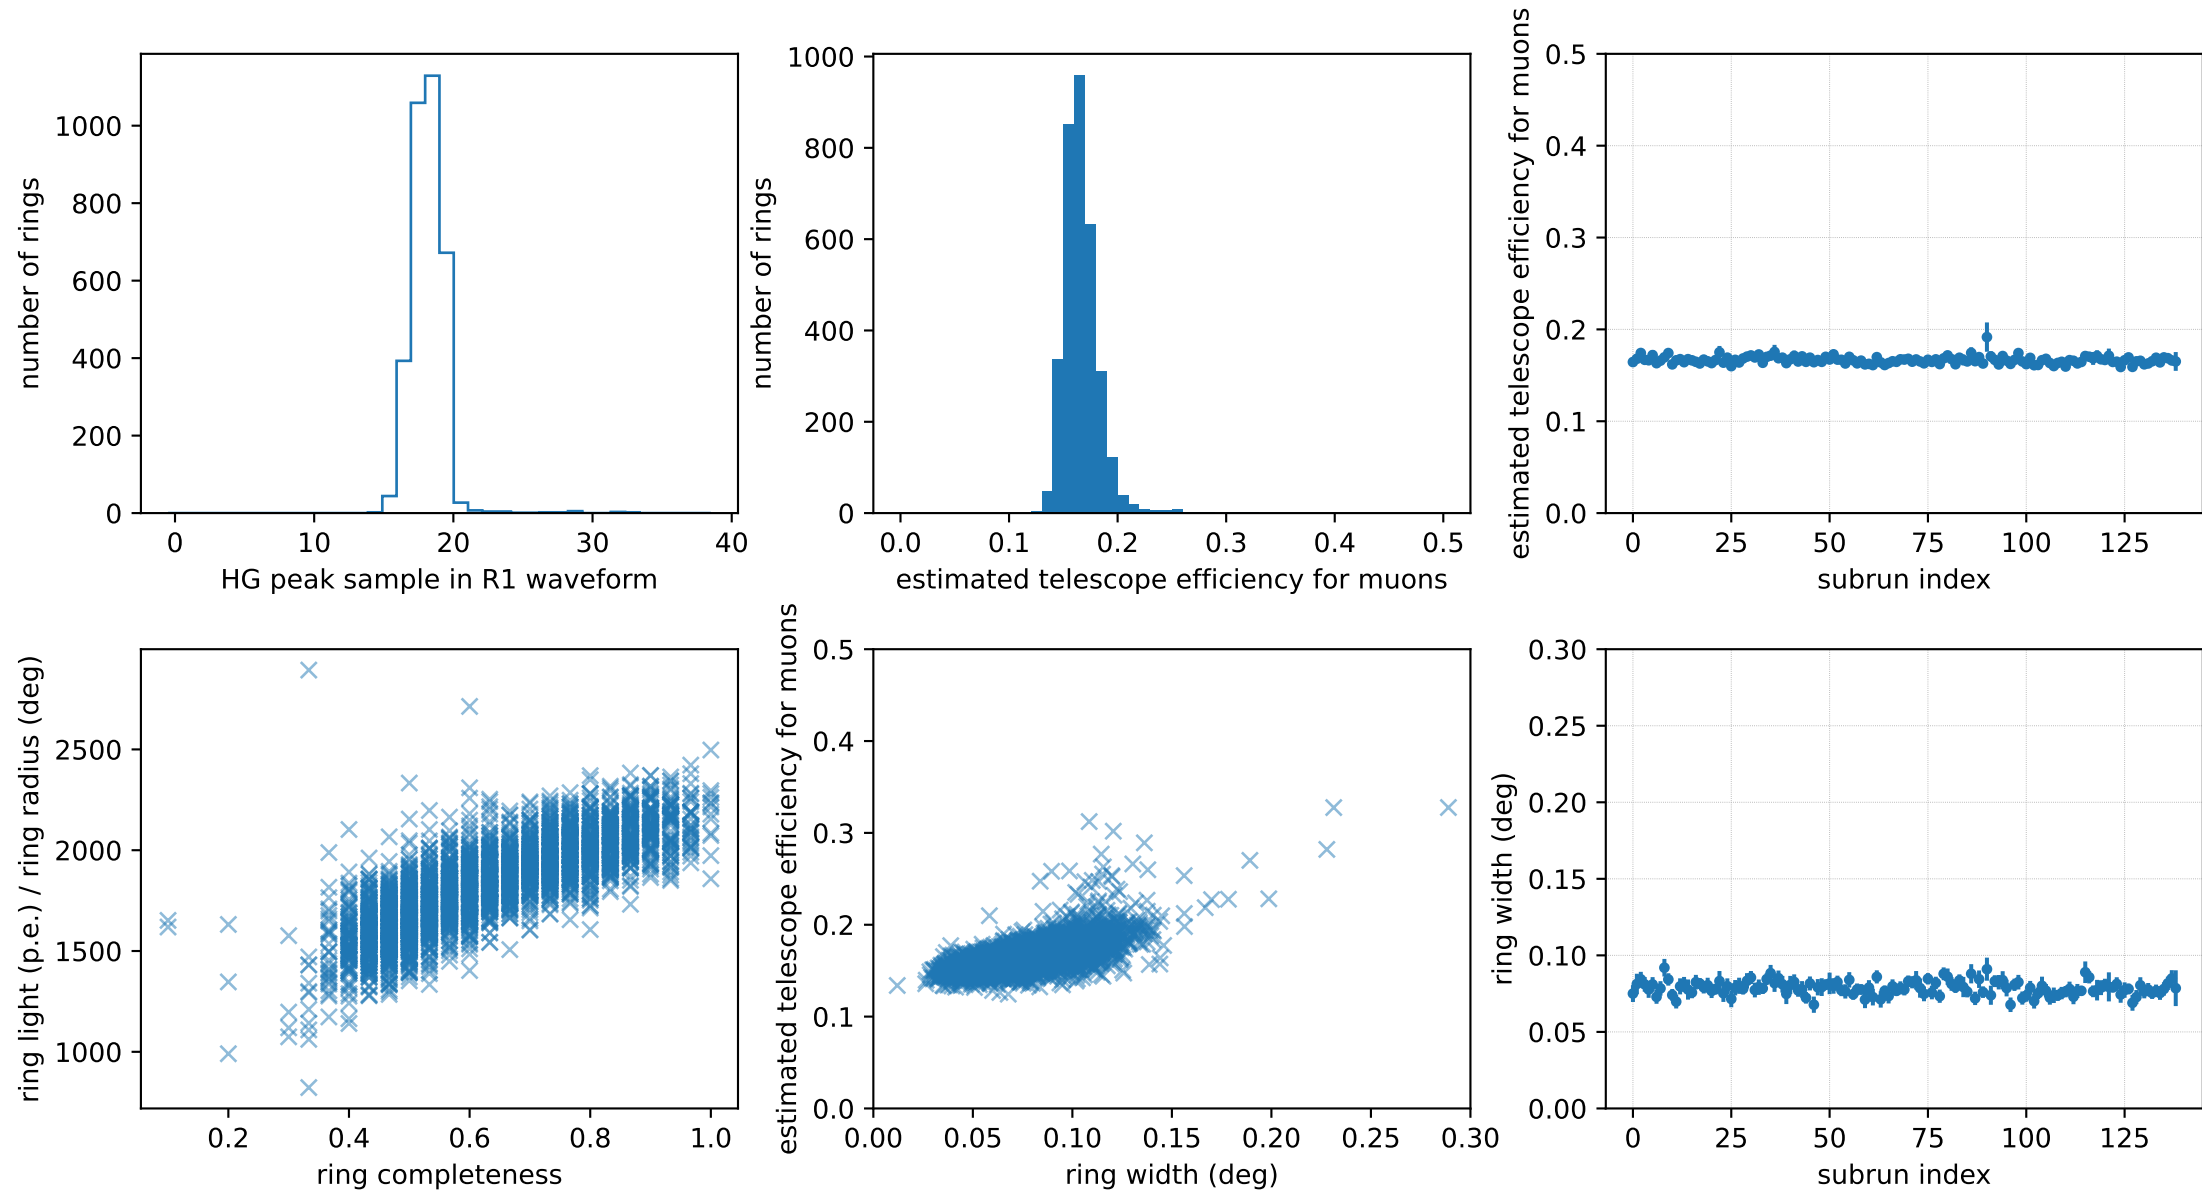 number of rings
1000
800
600
400
200
0
0 10 20 30 40
HG peak sample in R1 waveform
number of rings
1000
800
600
400
200
0
0.0 0.1 0.2 0.3 0.4 0.5
estimated telescope efficiency for muons
estimated telescope efficiency for muons
0.5
0.4
0.3
0.2
0.1
0.0
0 25 50 75 100 125
subrun index
ring light (p.e.) / ring radius (deg)
2500
2000
1500
1000
0.2 0.4 0.6 0.8 1.0
ring completeness
estimated telescope efficiency for muons
0.5
0.4
0.3
0.2
0.1
0.0
0.00 0.05 0.10 0.15 0.20 0.25 0.30
ring width (deg)
ring width (deg)
0.30
0.25
0.20
0.15
0.10
0.05
0.00
0 25 50 75 100 125
subrun index